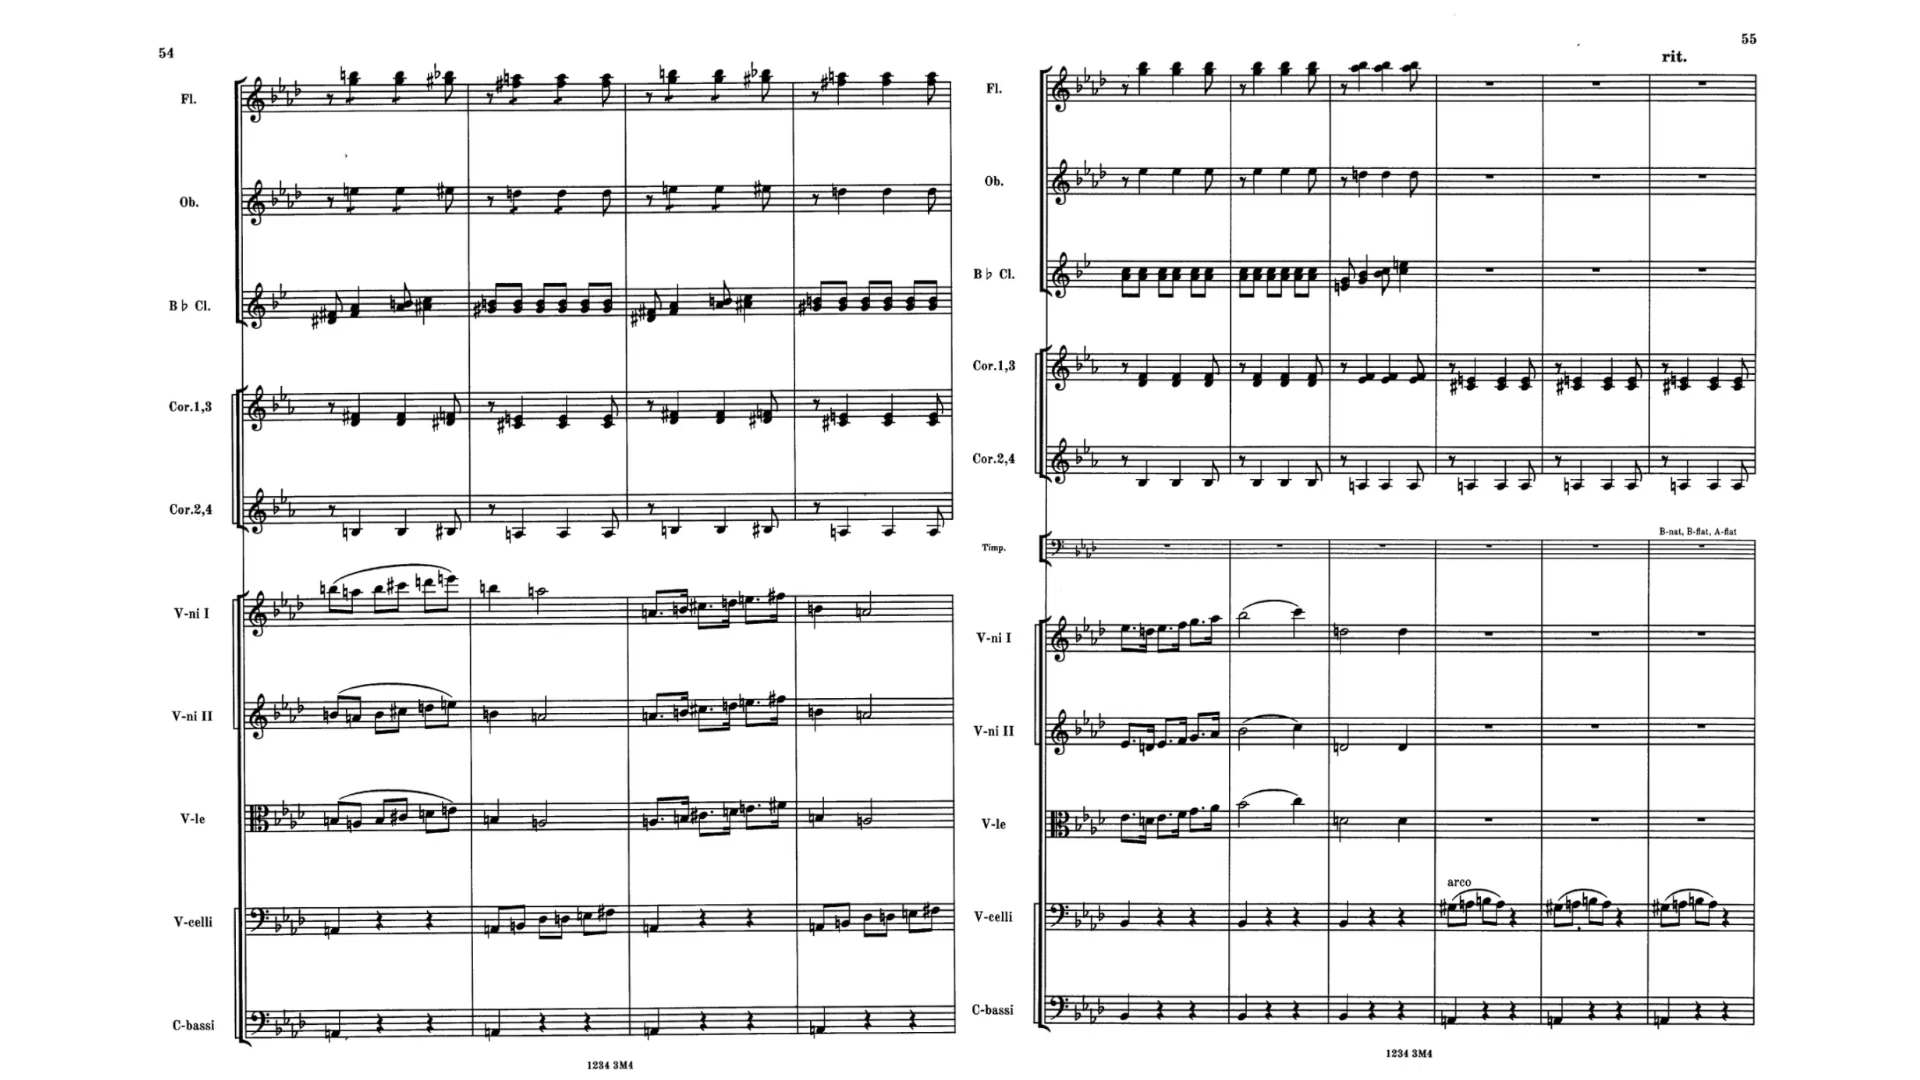 54
Fl.
Ob.
B♭ Cl.
Cor.1,3
Cor.2,4
V-ni I
V-ni II
V-le
V-celli
C-bassi
1234 3M4
55
rit.
Fl.
Ob.
B♭ Cl.
Cor.1,3
Cor.2,4
B-nat, B-flat, A-flat
Timp.
V-ni I
V-ni II
V-le
arco
V-celli
C-bassi
1234 3M4